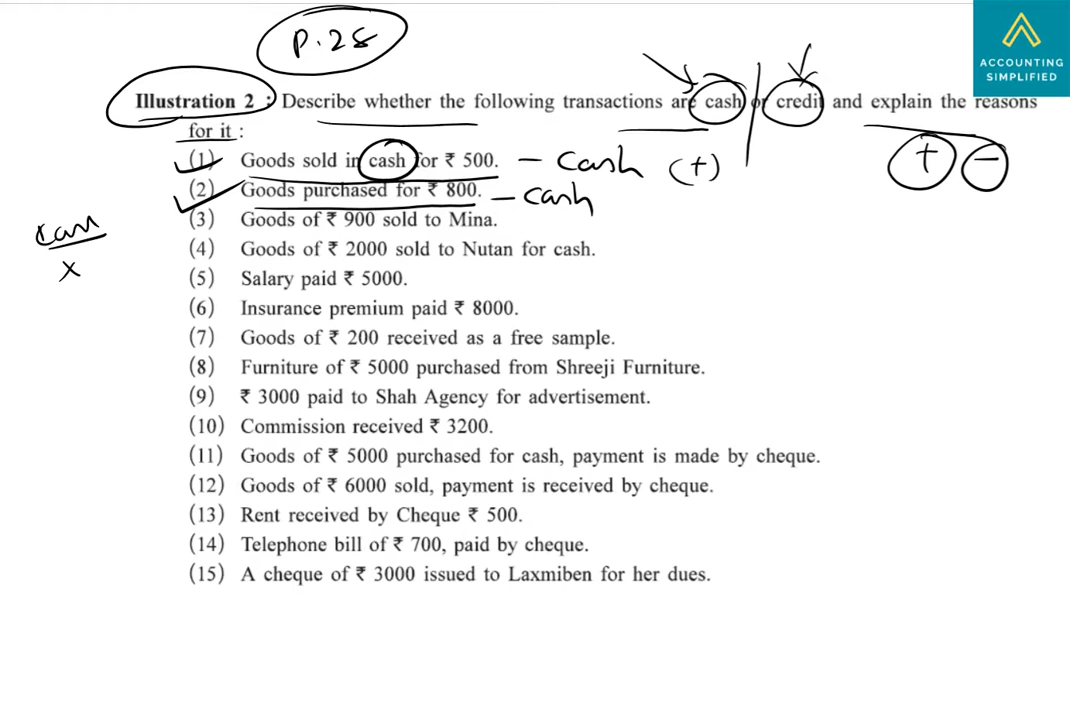 P.28
ACCOUNTING
SIMPLIFIED
Illustration 2 : Describe whether the following transactions are cash or credit and explain the reasons
for it :
(1) Goods sold in cash for ₹ 500. – Cash (+)
+ –
(2) Goods purchased for ₹ 800. – Cash
(3) Goods of ₹ 900 sold to Mina.
(4) Goods of ₹ 2000 sold to Nutan for cash.
x
(5) Salary paid ₹ 5000.
(6) Insurance premium paid ₹ 8000.
(7) Goods of ₹ 200 received as a free sample.
(8) Furniture of ₹ 5000 purchased from Shreeji Furniture.
(9) ₹ 3000 paid to Shah Agency for advertisement.
(10) Commission received ₹ 3200.
(11) Goods of ₹ 5000 purchased for cash, payment is made by cheque.
(12) Goods of ₹ 6000 sold, payment is received by cheque.
(13) Rent received by Cheque ₹ 500.
(14) Telephone bill of ₹ 700, paid by cheque.
(15) A cheque of ₹ 3000 issued to Laxmiben for her dues.